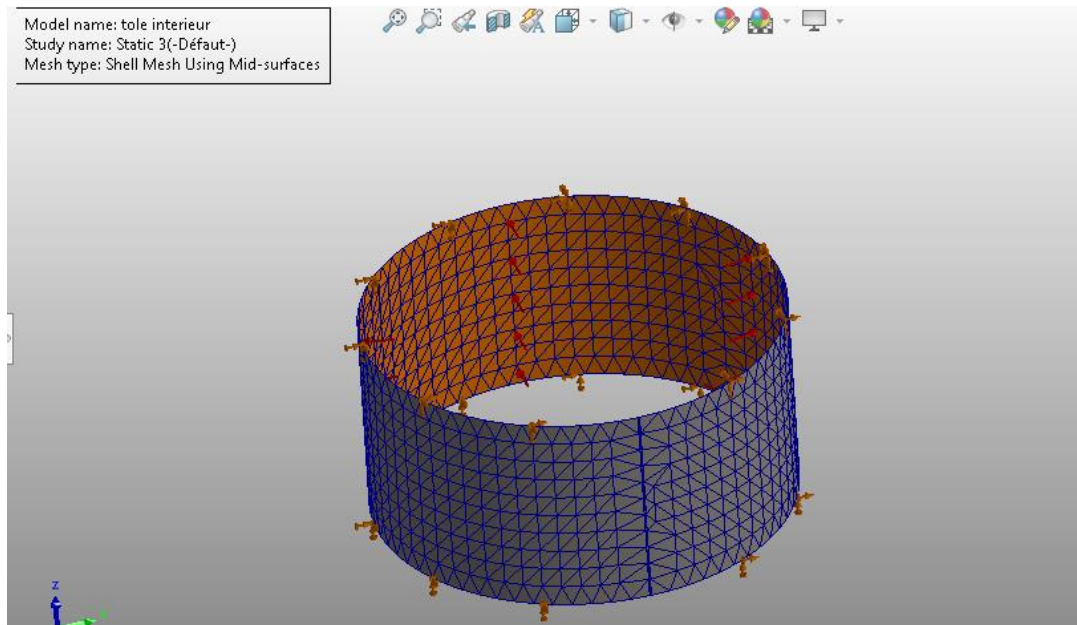 Model name: tole interieur
Study name: Static 3(-Défaut-)
Mesh type: Shell Mesh Using Mid-surfaces
z